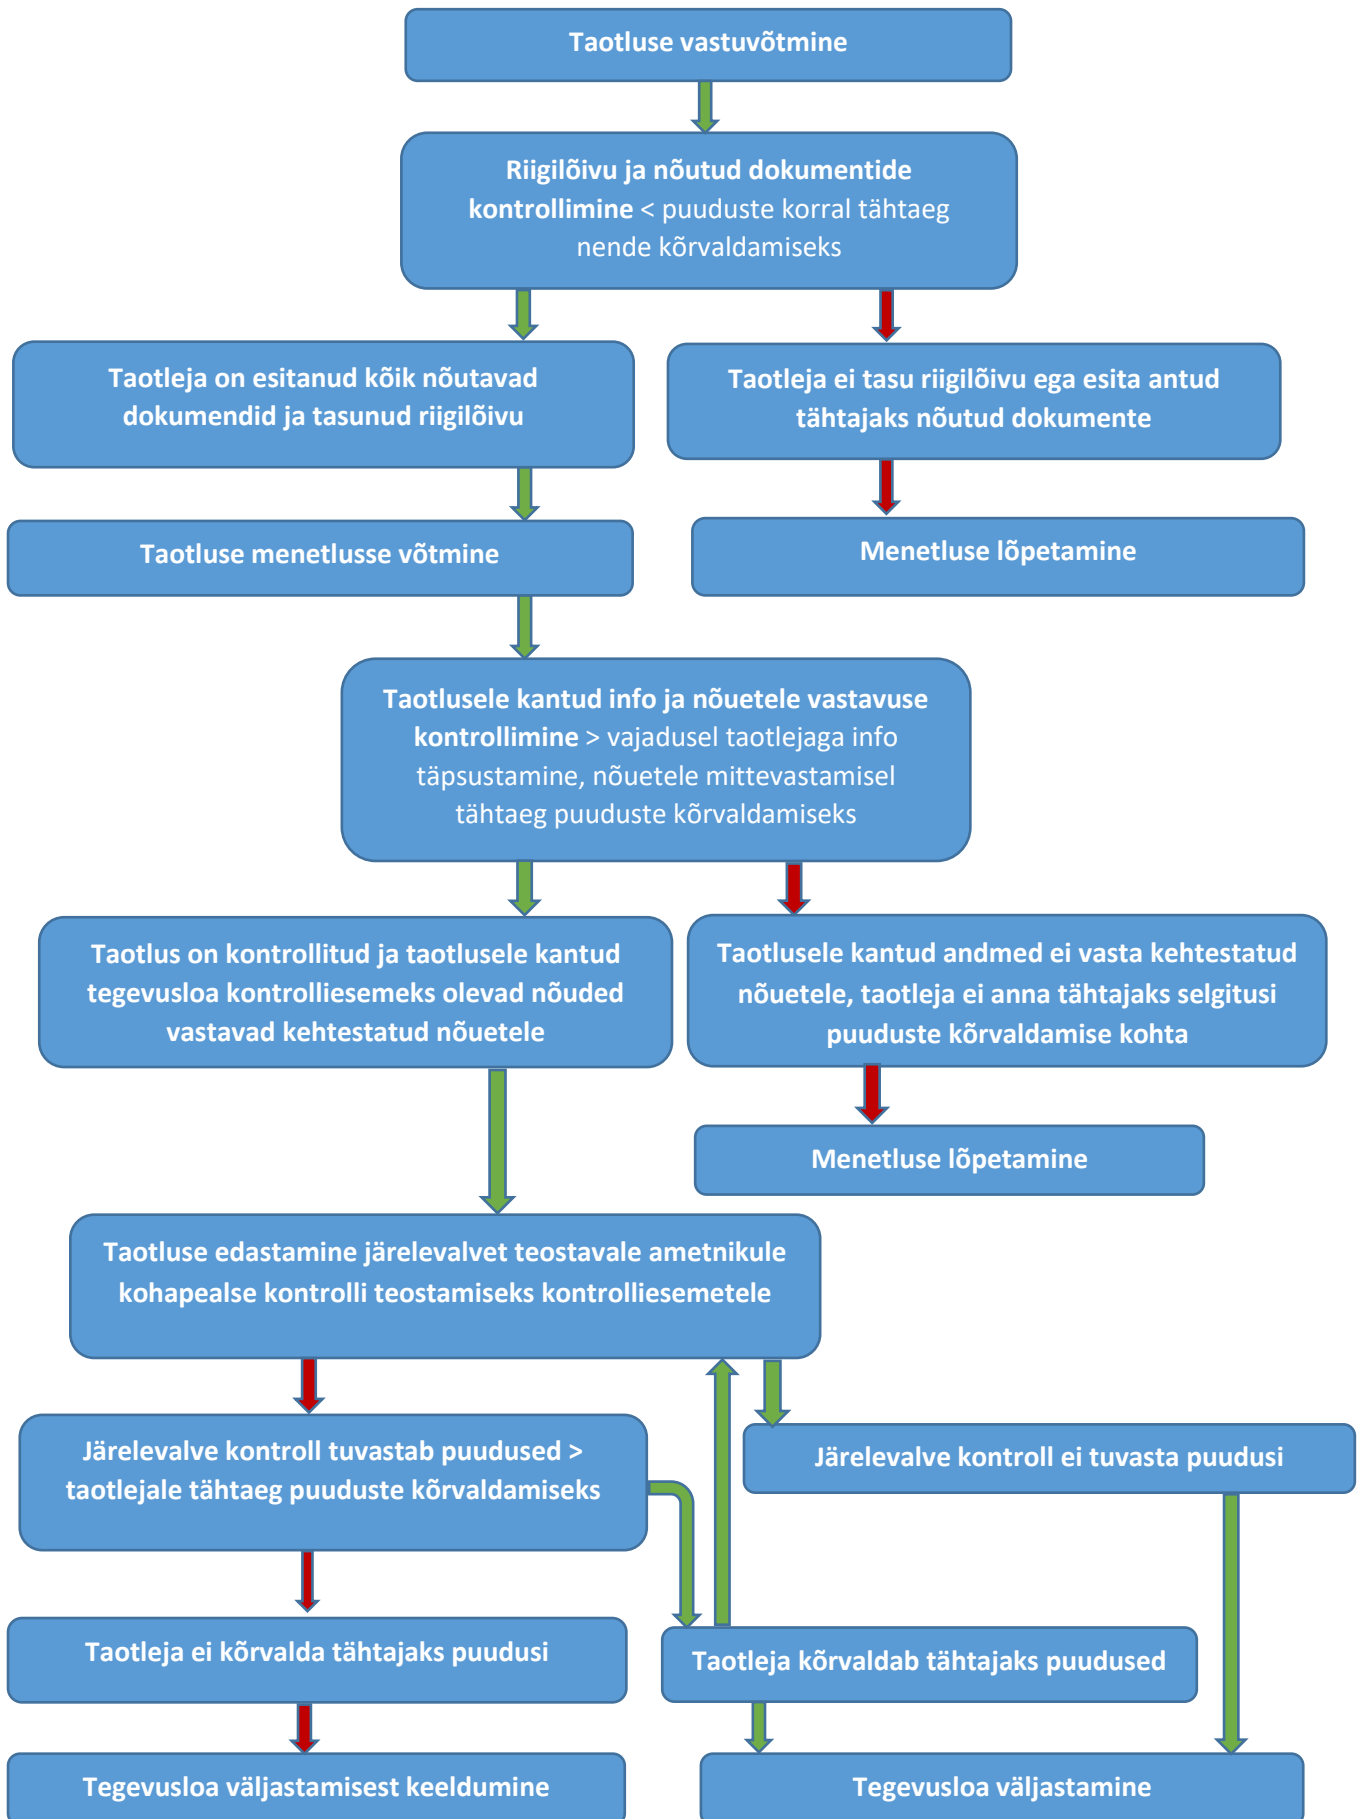 Taotluse vastuvõtmine
Riigilõivu ja nõutud dokumentide
kontrollimine < puuduste korral tähtaeg
nende kõrvaldamiseks
Taotleja on esitanud kõik nõutavad
dokumendid ja tasunud riigilõivu
Taotleja ei tasu riigilõivu ega esita antud
tähtajaks nõutud dokumente
Taotluse menetlusse võtmine
Menetluse lõpetamine
Taotlusele kantud info ja nõuetele vastavuse
kontrollimine > vajadusel taotlejaga info
täpsustamine, nõuetele mittevastamisel
tähtaeg puuduste kõrvaldamiseks
Taotlus on kontrollitud ja taotlusele kantud
tegevusloa kontrolliesemeks olevad nõuded
vastavad kehtestatud nõuetele
Taotlusele kantud andmed ei vasta kehtestatud
nõuetele, taotleja ei anna tähtajaks selgitusi
puuduste kõrvaldamise kohta
Menetluse lõpetamine
Taotluse edastamine järelevalvet teostavale ametnikule
kohapealse kontrolli teostamiseks kontrolliesemetele
Järelevalve kontroll tuvastab puudused >
taotlejale tähtaeg puuduste kõrvaldamiseks
Järelevalve kontroll ei tuvasta puudusi
Taotleja ei kõrvalda tähtajaks puudusi
Taotleja kõrvaldab tähtajaks puudused
Tegevusloa väljastamisest keeldumine
Tegevusloa väljastamine